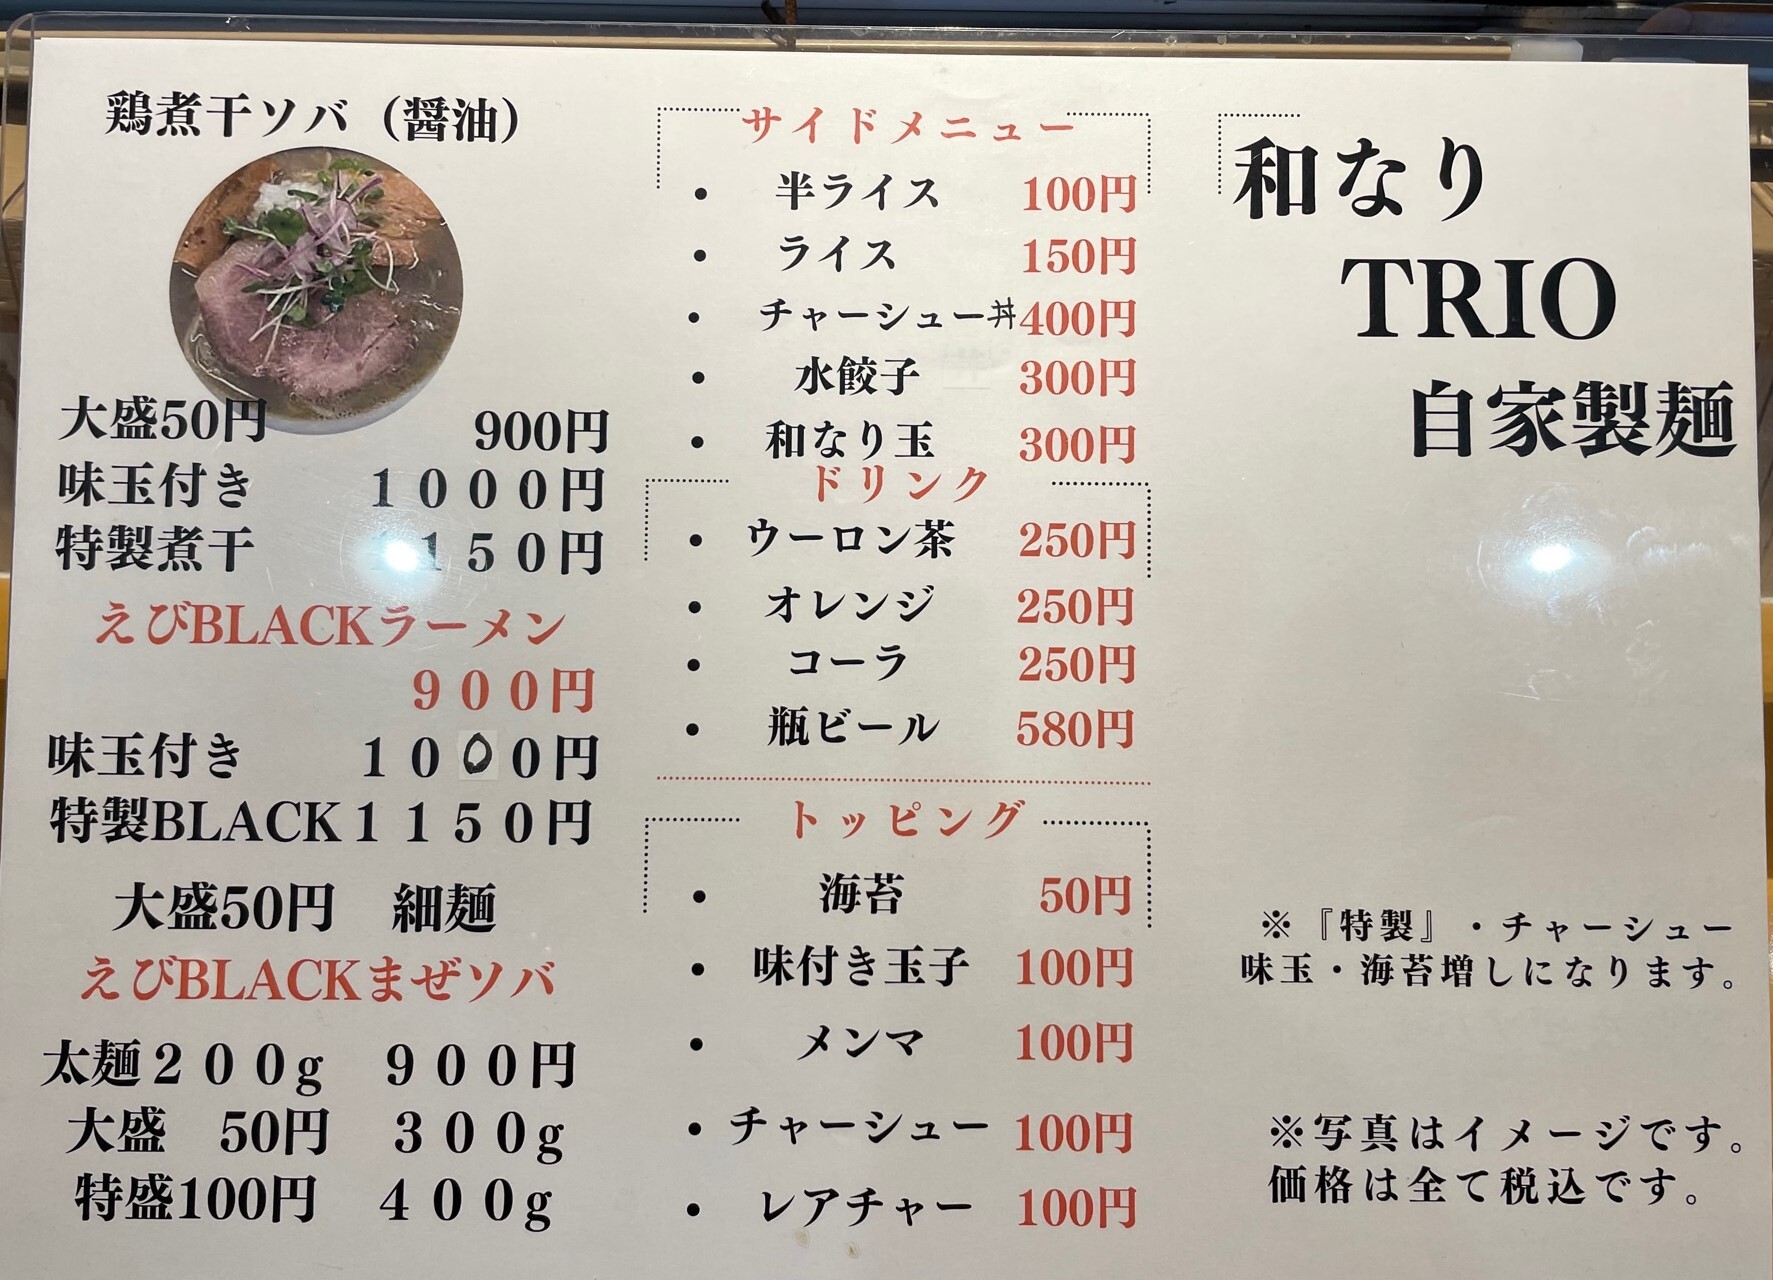 鶏煮干ソバ（醤油）
大盛50円 900円
味玉付き １０００円
特製煮干 １１５０円
えびBLACKラーメン
９００円
味玉付き １０００円
特製BLACK１１５０円
大盛50円 細麺
えびBLACKまぜソバ
太麺２００g ９００円
大盛 50円 ３００g
特盛100円 ４００g
サイドメニュー
• 半ライス 100円
• ライス 150円
• チャーシュー丼 400円
• 水餃子 300円
• 和なり玉 300円
ドリンク
• ウーロン茶 250円
• オレンジ 250円
• コーラ 250円
• 瓶ビール 580円
トッピング
• 海苔 50円
• 味付き玉子 100円
• メンマ 100円
• チャーシュー 100円
• レアチャー 100円
和なり
TRIO
自家製麺
※『特製』・チャーシュー
味玉・海苔増しになります。
※写真はイメージです。
価格は全て税込です。